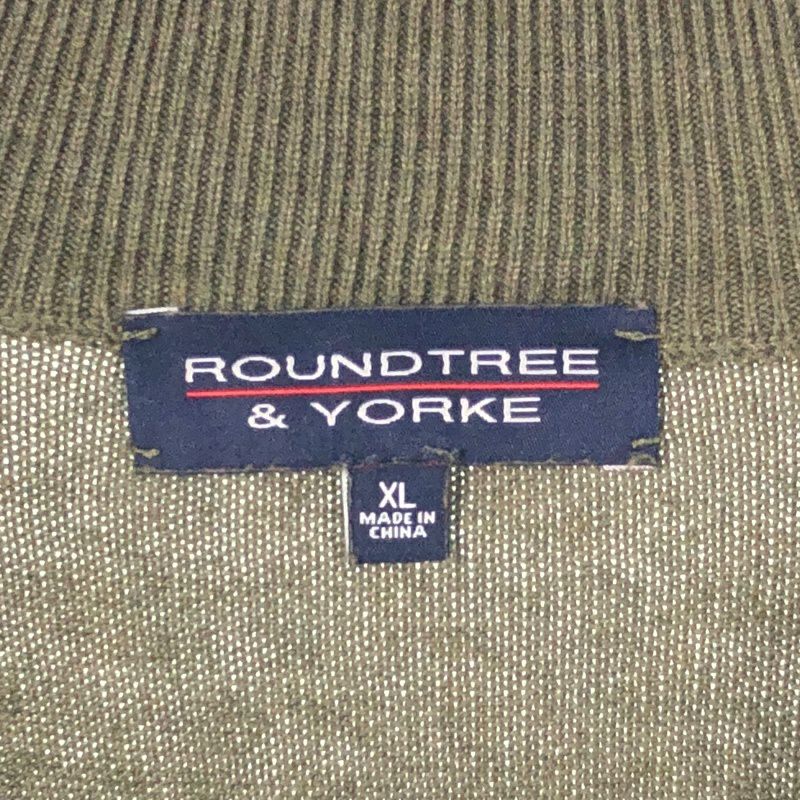 ROUNDTREE
& YORKE
XL
MADE IN
CHINA